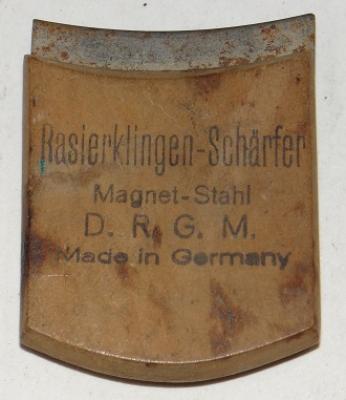 Rasierklingen-Schärfer
Magnet-Stahl
D. R. G. M.
Made in Germany